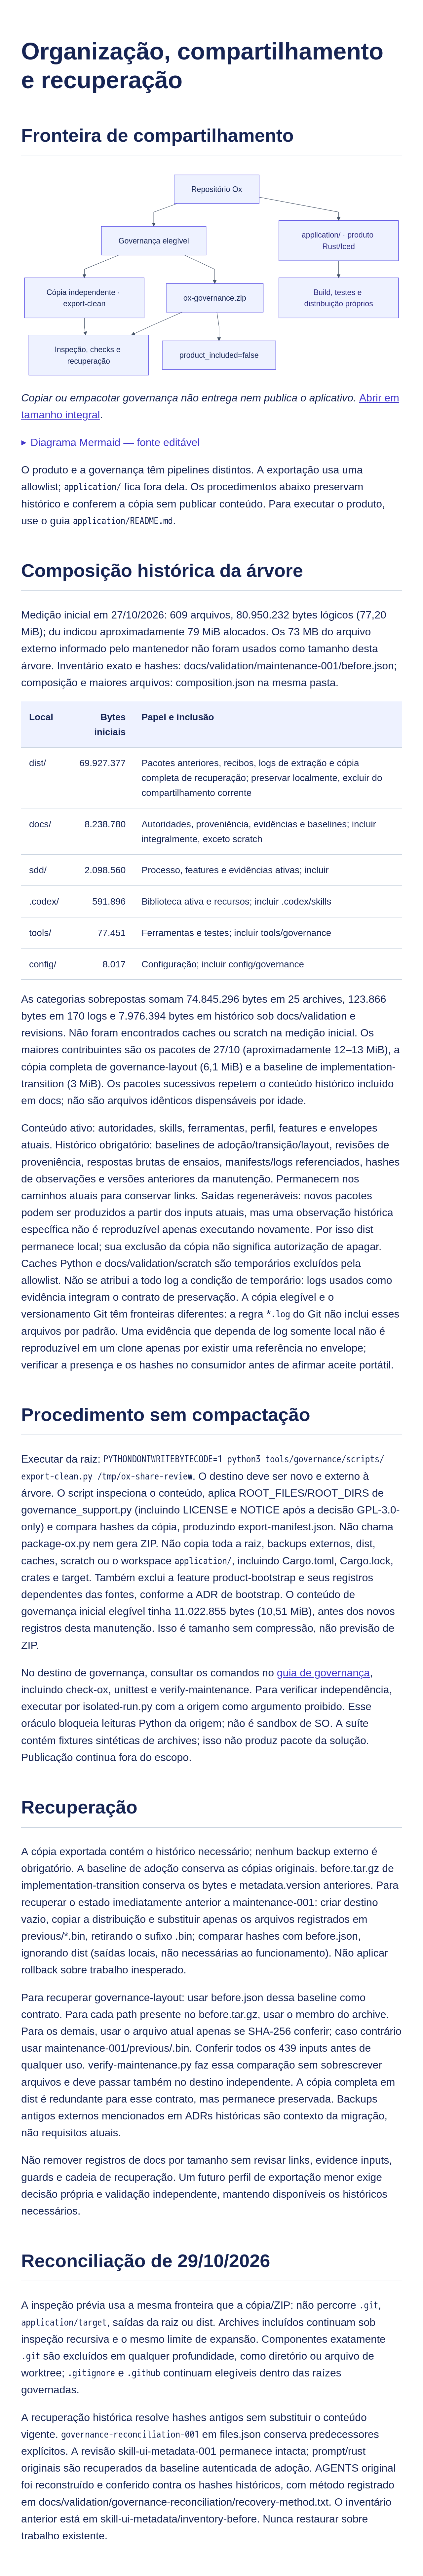 Organização, compartilhamento
e recuperação
Fronteira de compartilhamento
Repositório Ox
Governança elegível
application/ · produto
Rust/Iced
Cópia independente ·
export-clean
ox-governance.zip
Build, testes e
distribuição próprios
Inspeção, checks e
recuperação
product_included=false
Copiar ou empacotar governança não entrega nem publica o aplicativo. Abrir em
tamanho integral.
▸ Diagrama Mermaid — fonte editável
O produto e a governança têm pipelines distintos. A exportação usa uma
allowlist; application/ fica fora dela. Os procedimentos abaixo preservam
histórico e conferem a cópia sem publicar conteúdo. Para executar o produto,
use o guia application/README.md.
Composição histórica da árvore
Medição inicial em 27/10/2026: 609 arquivos, 80.950.232 bytes lógicos (77,20
MiB); du indicou aproximadamente 79 MiB alocados. Os 73 MB do arquivo
externo informado pelo mantenedor não foram usados como tamanho desta
árvore. Inventário exato e hashes: docs/validation/maintenance-001/before.json;
composição e maiores arquivos: composition.json na mesma pasta.
Local Bytes Papel e inclusão
iniciais
dist/ 69.927.377 Pacotes anteriores, recibos, logs de extração e cópia
completa de recuperação; preservar localmente, excluir do
compartilhamento corrente
docs/ 8.238.780 Autoridades, proveniência, evidências e baselines; incluir
integralmente, exceto scratch
sdd/ 2.098.560 Processo, features e evidências ativas; incluir
.codex/ 591.896 Biblioteca ativa e recursos; incluir .codex/skills
tools/ 77.451 Ferramentas e testes; incluir tools/governance
config/ 8.017 Configuração; incluir config/governance
As categorias sobrepostas somam 74.845.296 bytes em 25 archives, 123.866
bytes em 170 logs e 7.976.394 bytes em histórico sob docs/validation e
revisions. Não foram encontrados caches ou scratch na medição inicial. Os
maiores contribuintes são os pacotes de 27/10 (aproximadamente 12–13 MiB), a
cópia completa de governance-layout (6,1 MiB) e a baseline de implementation-
transition (3 MiB). Os pacotes sucessivos repetem o conteúdo histórico incluído
em docs; não são arquivos idênticos dispensáveis por idade.
Conteúdo ativo: autoridades, skills, ferramentas, perfil, features e envelopes
atuais. Histórico obrigatório: baselines de adoção/transição/layout, revisões de
proveniência, respostas brutas de ensaios, manifests/logs referenciados, hashes
de observações e versões anteriores da manutenção. Permanecem nos
caminhos atuais para conservar links. Saídas regeneráveis: novos pacotes
podem ser produzidos a partir dos inputs atuais, mas uma observação histórica
específica não é reproduzível apenas executando novamente. Por isso dist
permanece local; sua exclusão da cópia não significa autorização de apagar.
Caches Python e docs/validation/scratch são temporários excluídos pela
allowlist. Não se atribui a todo log a condição de temporário: logs usados como
evidência integram o contrato de preservação. A cópia elegível e o
versionamento Git têm fronteiras diferentes: a regra *.log do Git não inclui esses
arquivos por padrão. Uma evidência que dependa de log somente local não é
reproduzível em um clone apenas por existir uma referência no envelope;
verificar a presença e os hashes no consumidor antes de afirmar aceite portátil.
Procedimento sem compactação
Executar da raiz: PYTHONDONTWRITEBYTECODE=1 python3 tools/governance/scripts/
export-clean.py /tmp/ox-share-review. O destino deve ser novo e externo à
árvore. O script inspeciona o conteúdo, aplica ROOT_FILES/ROOT_DIRS de
governance_support.py (incluindo LICENSE e NOTICE após a decisão GPL-3.0-
only) e compara hashes da cópia, produzindo export-manifest.json. Não chama
package-ox.py nem gera ZIP. Não copia toda a raiz, backups externos, dist,
caches, scratch ou o workspace application/, incluindo Cargo.toml, Cargo.lock,
crates e target. Também exclui a feature product-bootstrap e seus registros
dependentes das fontes, conforme a ADR de bootstrap. O conteúdo de
governança inicial elegível tinha 11.022.855 bytes (10,51 MiB), antes dos novos
registros desta manutenção. Isso é tamanho sem compressão, não previsão de
ZIP.
No destino de governança, consultar os comandos no guia de governança,
incluindo check-ox, unittest e verify-maintenance. Para verificar independência,
executar por isolated-run.py com a origem como argumento proibido. Esse
oráculo bloqueia leituras Python da origem; não é sandbox de SO. A suíte
contém fixtures sintéticas de archives; isso não produz pacote da solução.
Publicação continua fora do escopo.
Recuperação
A cópia exportada contém o histórico necessário; nenhum backup externo é
obrigatório. A baseline de adoção conserva as cópias originais. before.tar.gz de
implementation-transition conserva os bytes e metadata.version anteriores. Para
recuperar o estado imediatamente anterior a maintenance-001: criar destino
vazio, copiar a distribuição e substituir apenas os arquivos registrados em
previous/*.bin, retirando o sufixo .bin; comparar hashes com before.json,
ignorando dist (saídas locais, não necessárias ao funcionamento). Não aplicar
rollback sobre trabalho inesperado.
Para recuperar governance-layout: usar before.json dessa baseline como
contrato. Para cada path presente no before.tar.gz, usar o membro do archive.
Para os demais, usar o arquivo atual apenas se SHA-256 conferir; caso contrário
usar maintenance-001/previous/.bin. Conferir todos os 439 inputs antes de
qualquer uso. verify-maintenance.py faz essa comparação sem sobrescrever
arquivos e deve passar também no destino independente. A cópia completa em
dist é redundante para esse contrato, mas permanece preservada. Backups
antigos externos mencionados em ADRs históricas são contexto da migração,
não requisitos atuais.
Não remover registros de docs por tamanho sem revisar links, evidence inputs,
guards e cadeia de recuperação. Um futuro perfil de exportação menor exige
decisão própria e validação independente, mantendo disponíveis os históricos
necessários.
Reconciliação de 29/10/2026
A inspeção prévia usa a mesma fronteira que a cópia/ZIP: não percorre .git,
application/target, saídas da raiz ou dist. Archives incluídos continuam sob
inspeção recursiva e o mesmo limite de expansão. Componentes exatamente
.git são excluídos em qualquer profundidade, como diretório ou arquivo de
worktree; .gitignore e .github continuam elegíveis dentro das raízes
governadas.
A recuperação histórica resolve hashes antigos sem substituir o conteúdo
vigente. governance-reconciliation-001 em files.json conserva predecessores
explícitos. A revisão skill-ui-metadata-001 permanece intacta; prompt/rust
originais são recuperados da baseline autenticada de adoção. AGENTS original
foi reconstruído e conferido contra os hashes históricos, com método registrado
em docs/validation/governance-reconciliation/recovery-method.txt. O inventário
anterior está em skill-ui-metadata/inventory-before. Nunca restaurar sobre
trabalho existente.